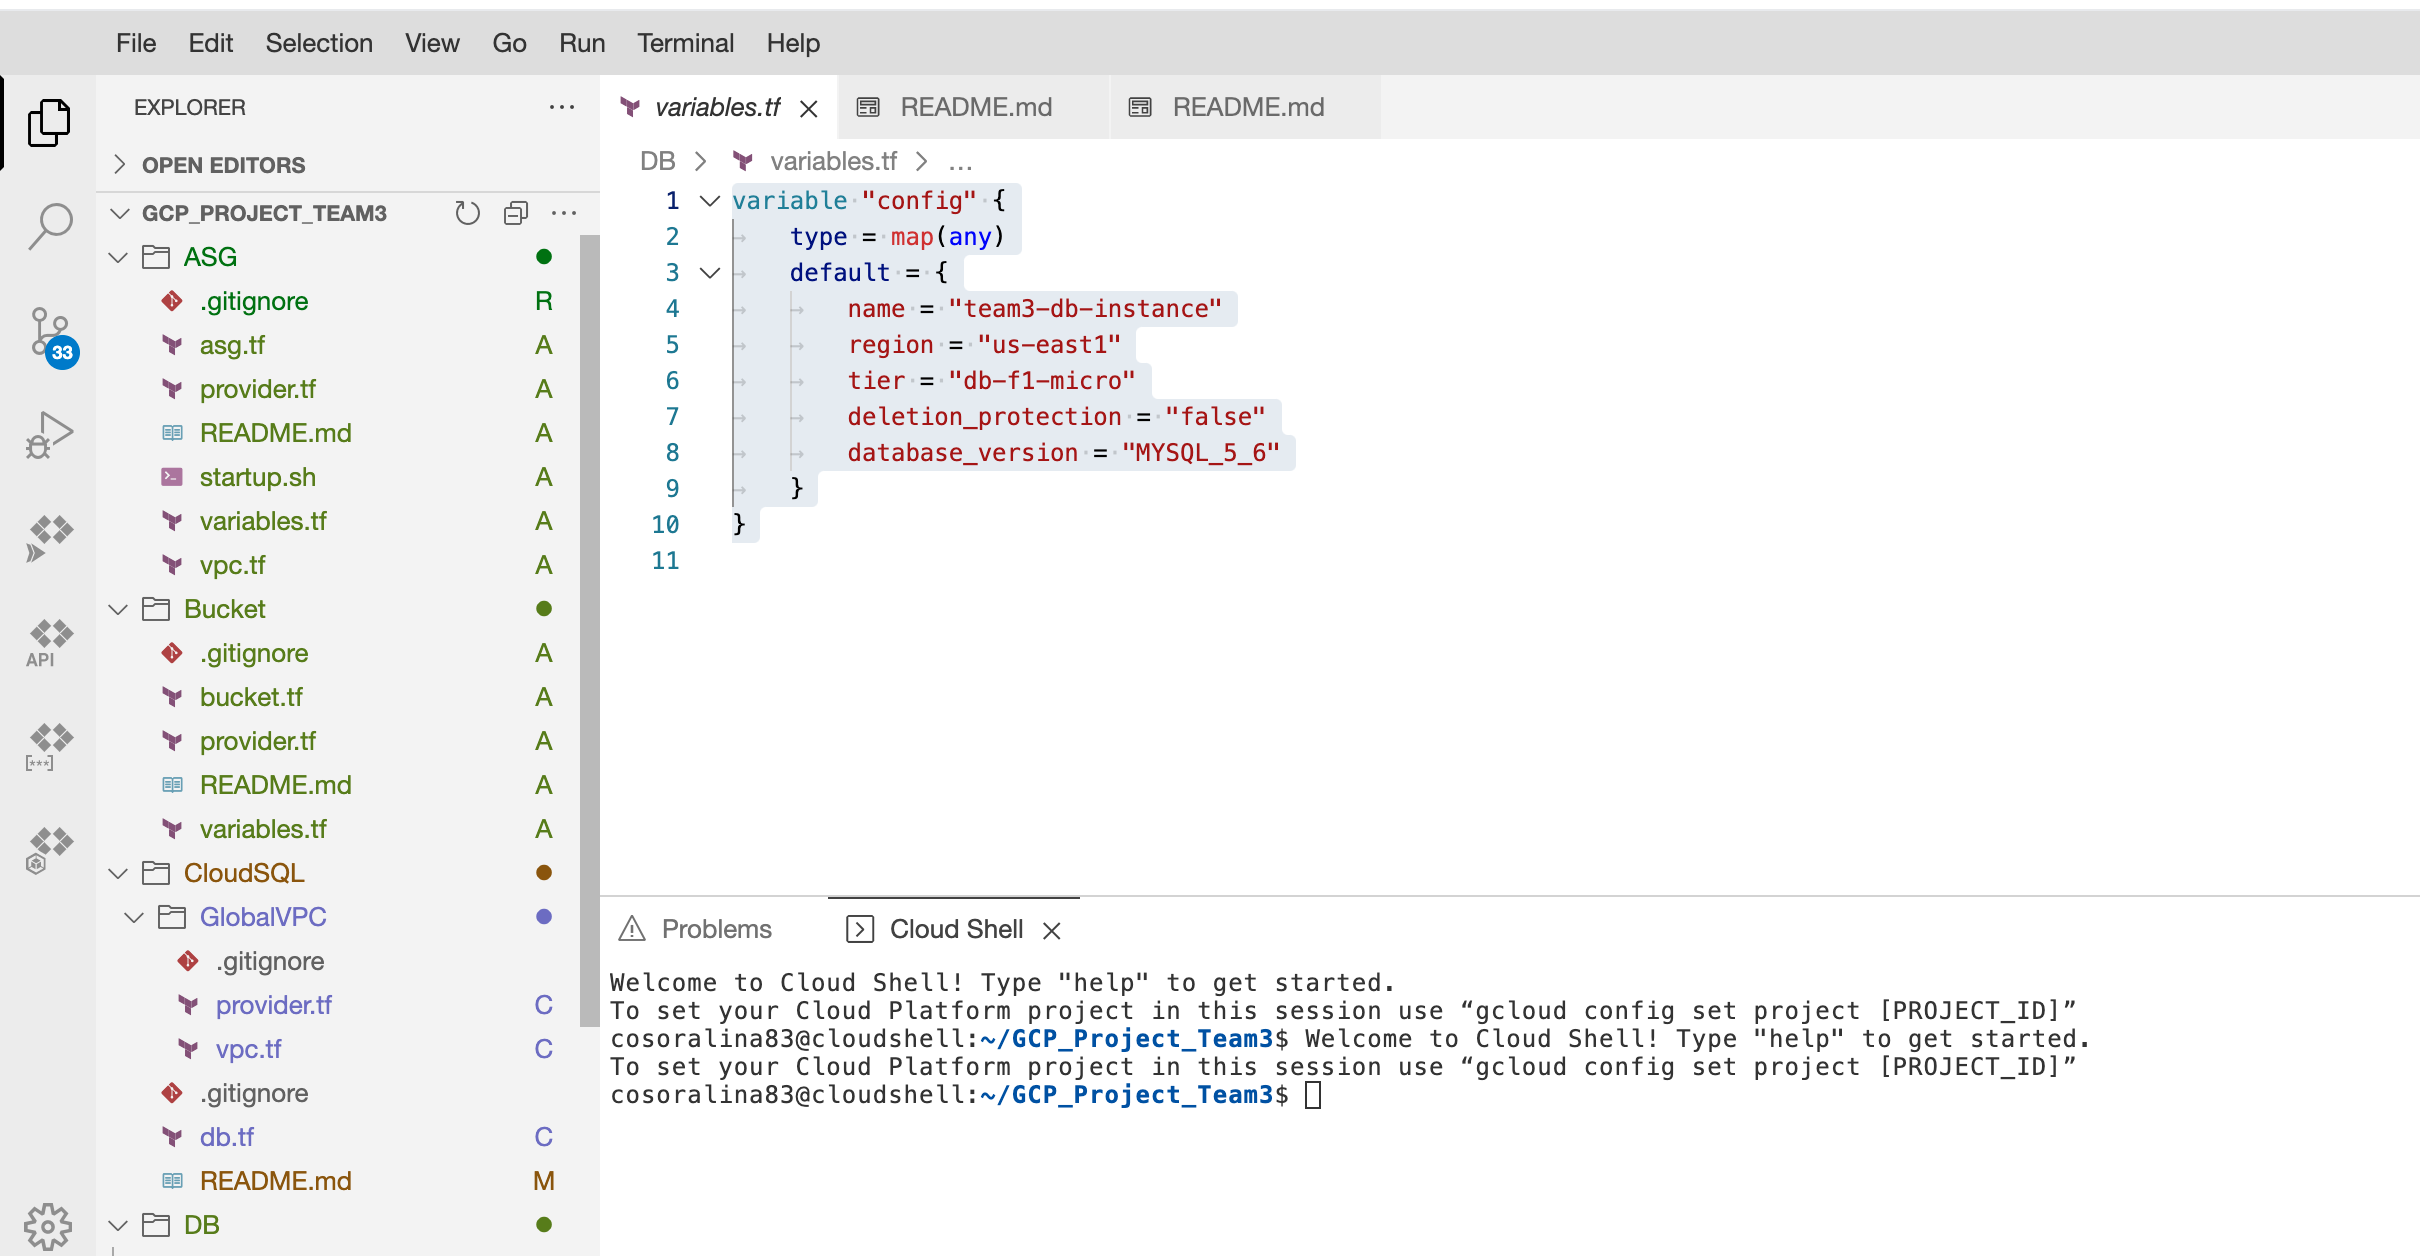 File Edit Selection View Go Run Terminal Help
EXPLORER
OPEN EDITORS
GCP_PROJECT_TEAM3
ASG
.gitignore R
asg.tf A
provider.tf A
README.md A
startup.sh A
variables.tf A
vpc.tf A
Bucket
.gitignore A
bucket.tf A
provider.tf A
README.md A
variables.tf A
CloudSQL
GlobalVPC
.gitignore
provider.tf C
vpc.tf C
.gitignore
db.tf C
README.md M
DB
33
API
[***]
variables.tf README.md README.md
DB > variables.tf > ...
1 variable "config" {
2 type = map(any)
3 default = {
4 name = "team3-db-instance"
5 region = "us-east1"
6 tier = "db-f1-micro"
7 deletion_protection = "false"
8 database_version = "MYSQL_5_6"
9 }
10 }
11
Problems Cloud Shell
Welcome to Cloud Shell! Type "help" to get started.
To set your Cloud Platform project in this session use “gcloud config set project [PROJECT_ID]”
cosoralina83@cloudshell:~/GCP_Project_Team3$ Welcome to Cloud Shell! Type "help" to get started.
To set your Cloud Platform project in this session use “gcloud config set project [PROJECT_ID]”
cosoralina83@cloudshell:~/GCP_Project_Team3$